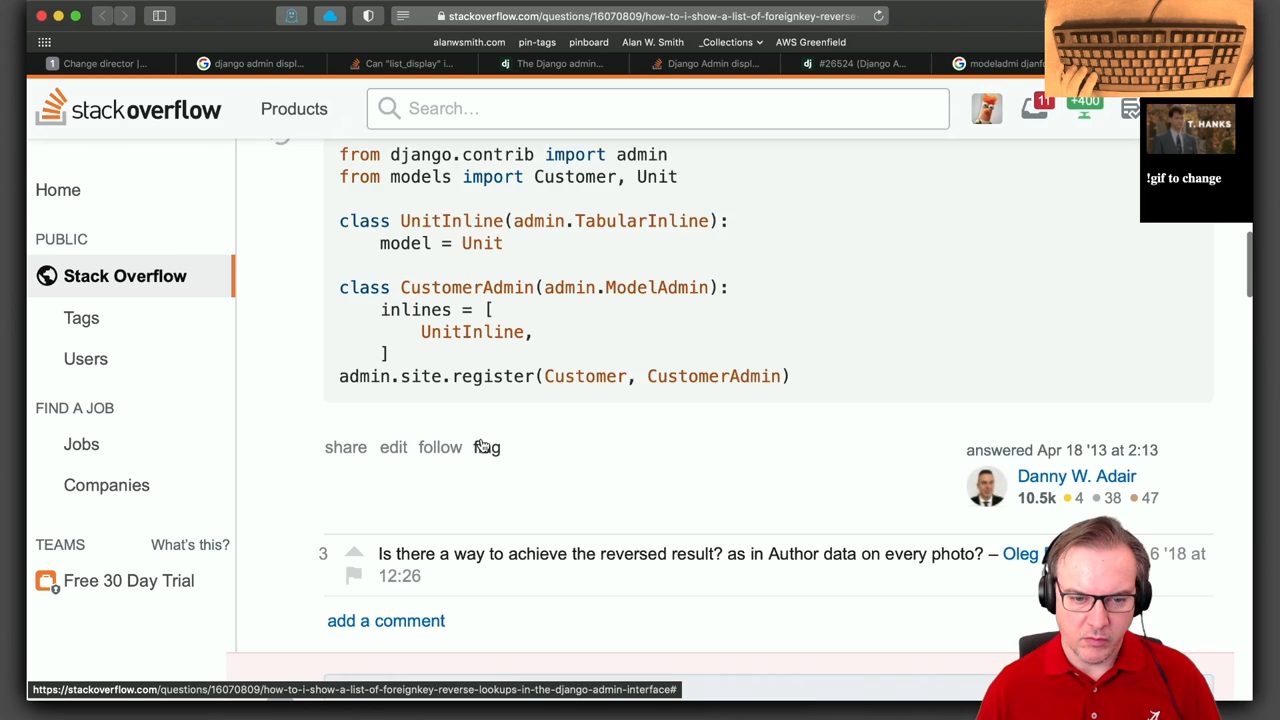 stackoverflow.com/questions/16070809/how-to-i-show-a-list-of-foreignkey-reverse-
alanwsmith.com pin-tags pinboard Alan W. Smith _Collections AWS Greenfield
1 Change director |... django admin displ... Can "list_display" i... The Django admin... Django Admin displ... #26524 (Django A... modeladmi djanfo
stackoverflow Products Search... 11 +400
T. HANKS
!gif to change
Home
PUBLIC
Stack Overflow
Tags
Users
FIND A JOB
Jobs
Companies
TEAMS What's this?
Free 30 Day Trial
from django.contrib import admin
from models import Customer, Unit
class UnitInline(admin.TabularInline):
model = Unit
class CustomerAdmin(admin.ModelAdmin):
inlines = [
UnitInline,
]
admin.site.register(Customer, CustomerAdmin)
share edit follow flag
answered Apr 18 '13 at 2:13
Danny W. Adair
10.5k 4 38 47
3 Is there a way to achieve the reversed result? as in Author data on every photo? – Oleg 6 '18 at
12:26
add a comment
https://stackoverflow.com/questions/16070809/how-to-i-show-a-list-of-foreignkey-reverse-lookups-in-the-django-admin-interface#